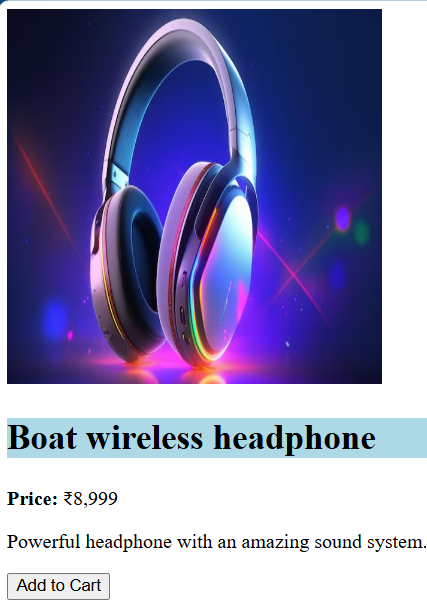 Boat wireless headphone
Price: ₹8,999
Powerful headphone with an amazing sound system.
Add to Cart